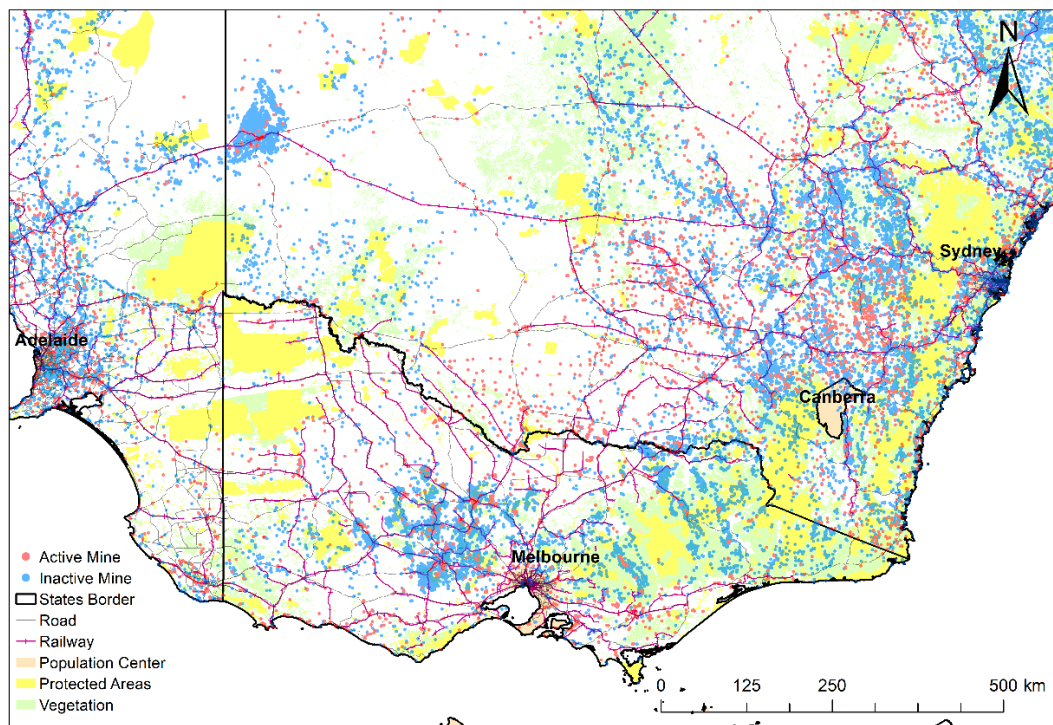 N
Sydney
Adelaide
Canberra
Melbourne
Active Mine
Inactive Mine
States Border
Road
Railway
Population Center
Protected Areas
Vegetation
0 125 250 500 km